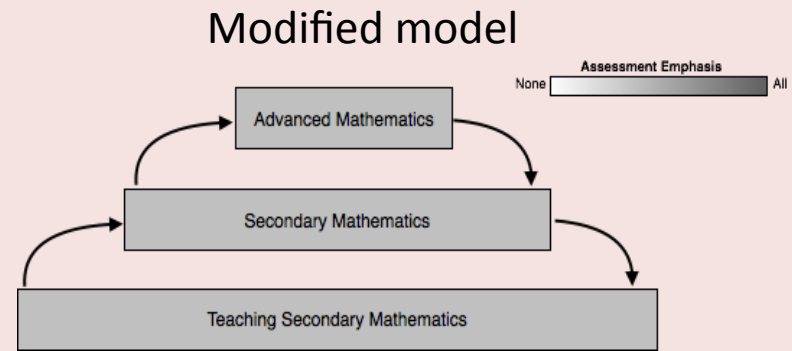 Modified model
Assessment Emphasis
None All
Advanced Mathematics
Secondary Mathematics
Teaching Secondary Mathematics